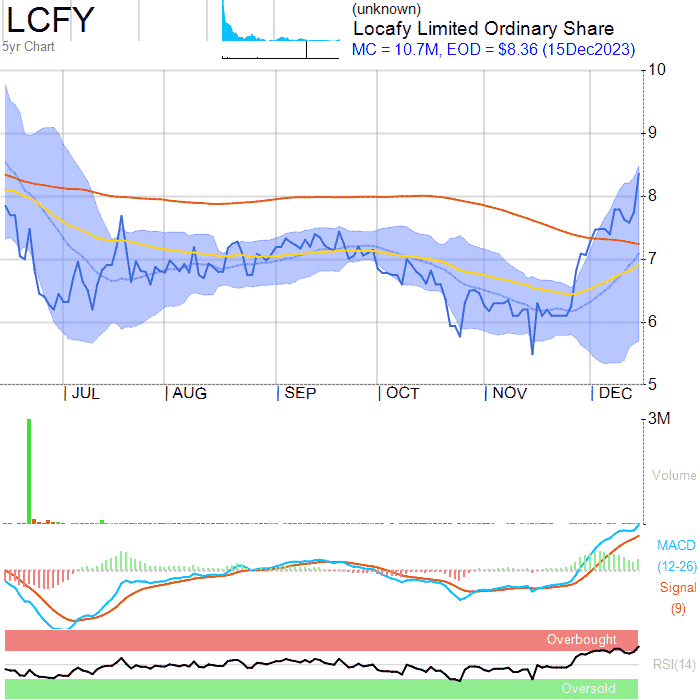 LCFY
5yr Chart
(unknown)
Locafy Limited Ordinary Share
MC = 10.7M, EOD = $8.36 (15Dec2023)
10
9
8
7
6
5
JUL AUG SEP OCT NOV DEC
3M
Volume
MACD
(12-26)
Signal
(9)
Overbought
RSI(14)
Oversold